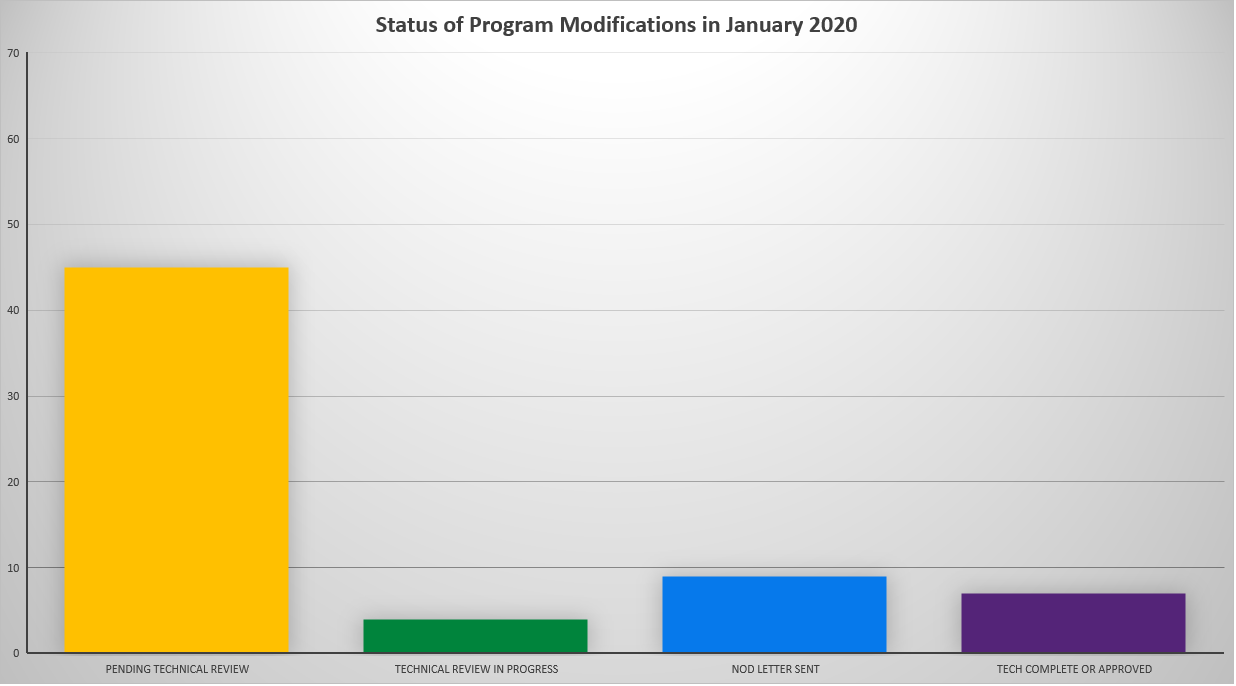 Status of Program Modifications in January 2020
70
60
50
40
30
20
10
0
PENDING TECHNICAL REVIEW
TECHNICAL REVIEW IN PROGRESS
NOD LETTER SENT
TECH COMPLETE OR APPROVED